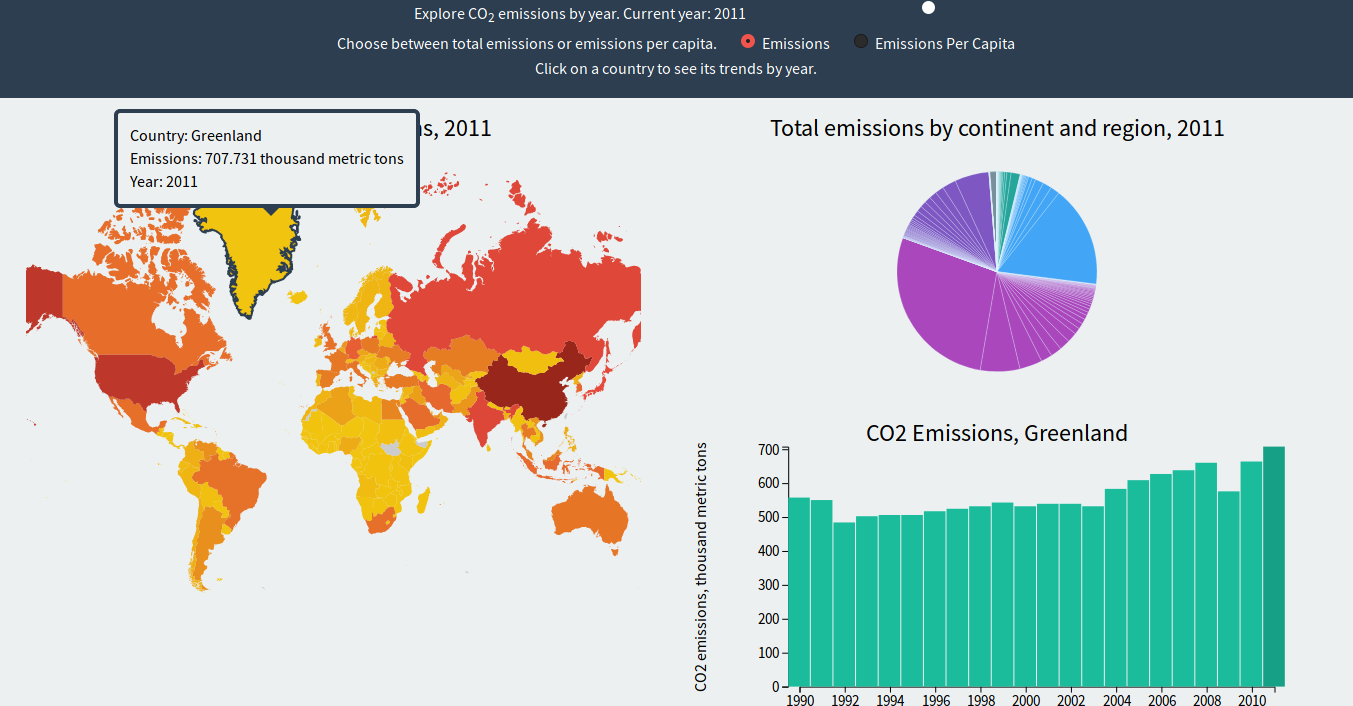 Explore CO₂ emissions by year. Current year: 2011
Choose between total emissions or emissions per capita. Emissions Emissions Per Capita
Click on a country to see its trends by year.
Country: Greenland
Emissions: 707.731 thousand metric tons
Year: 2011
2011
Total emissions by continent and region, 2011
CO2 Emissions, Greenland
CO2 emissions, thousand metric tons
700
600
500
400
300
200
100
0
1990 1992 1994 1996 1998 2000 2002 2004 2006 2008 2010